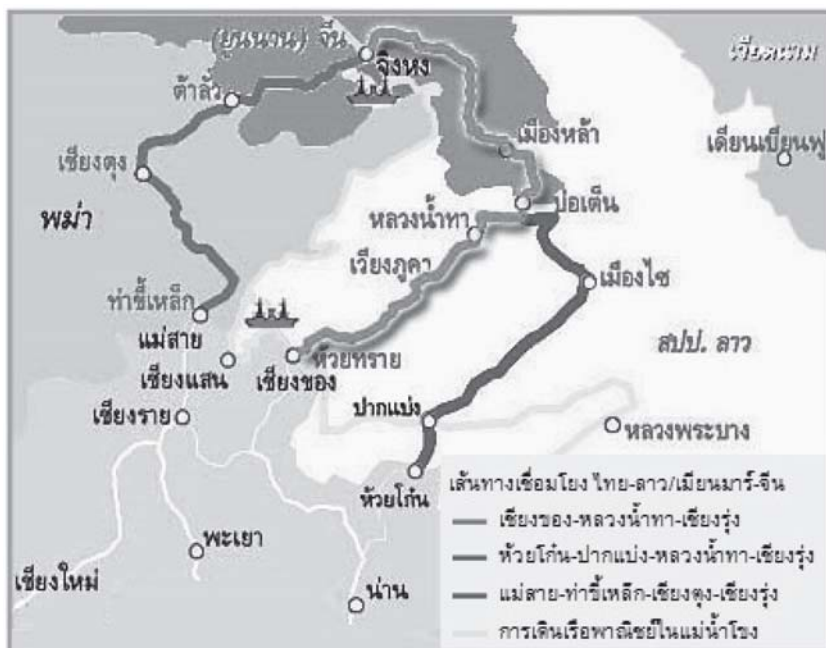 (ยูนนาน) จีน
เวียดนาม
จิงหง
ต้าลั่ว
เมืองหล้า
เดียนเบียนฟู
เชียงตุง
บ่อเต็น
พม่า
หลวงน้ำทา
เวียงภูคา
เมืองไซ
ท่าขี้เหล็ก
แม่สาย
สปป. ลาว
ห้วยทราย
เชียงแสน
เชียงของ
ปากแบ่ง
เชียงราย
หลวงพระบาง
ห้วยโก๋น
เส้นทางเชื่อมโยง ไทย-ลาว/เมียนมาร์-จีน
เชียงของ-หลวงน้ำทา-เชียงรุ่ง
พะเยา
ห้วยโก๋น-ปากแบ่ง-หลวงน้ำทา-เชียงรุ่ง
เชียงใหม่
แม่สาย-ท่าขี้เหล็ก-เชียงตุง-เชียงรุ่ง
น่าน
การเดินเรือพาณิชย์ในแม่น้ำโขง